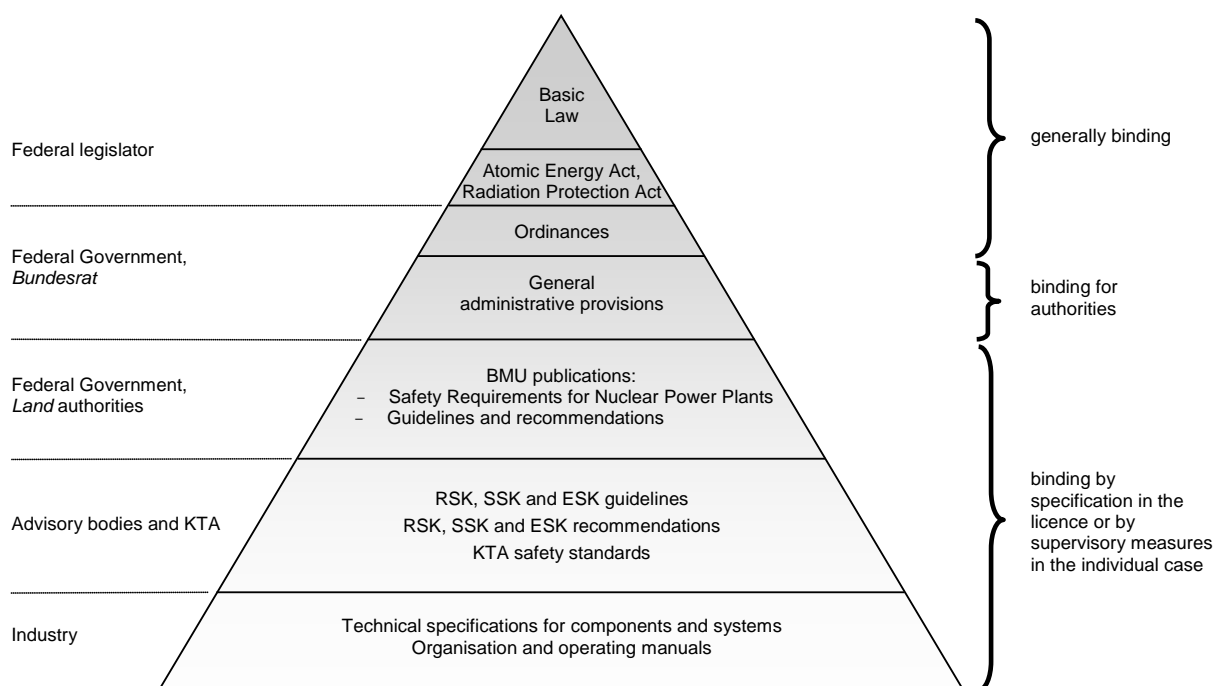 Basic
Law
Federal legislator
generally binding
Atomic Energy Act,
Radiation Protection Act
Ordinances
Federal Government,
Bundesrat
General
administrative provisions
binding for
authorities
Federal Government,
Land authorities
BMU publications:
- Safety Requirements for Nuclear Power Plants
- Guidelines and recommendations
Advisory bodies and KTA
RSK, SSK and ESK guidelines
RSK, SSK and ESK recommendations
KTA safety standards
binding by
specification in the
licence or by
supervisory measures
in the individual case
Industry
Technical specifications for components and systems
Organisation and operating manuals